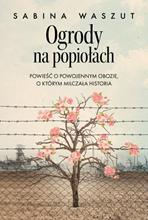 SABINA WASZUT
Ogrody
na popiołach
POWIEŚĆ O POWOJENNYM OBOZIE,
O KTÓRYM MILCZAŁA HISTORIA